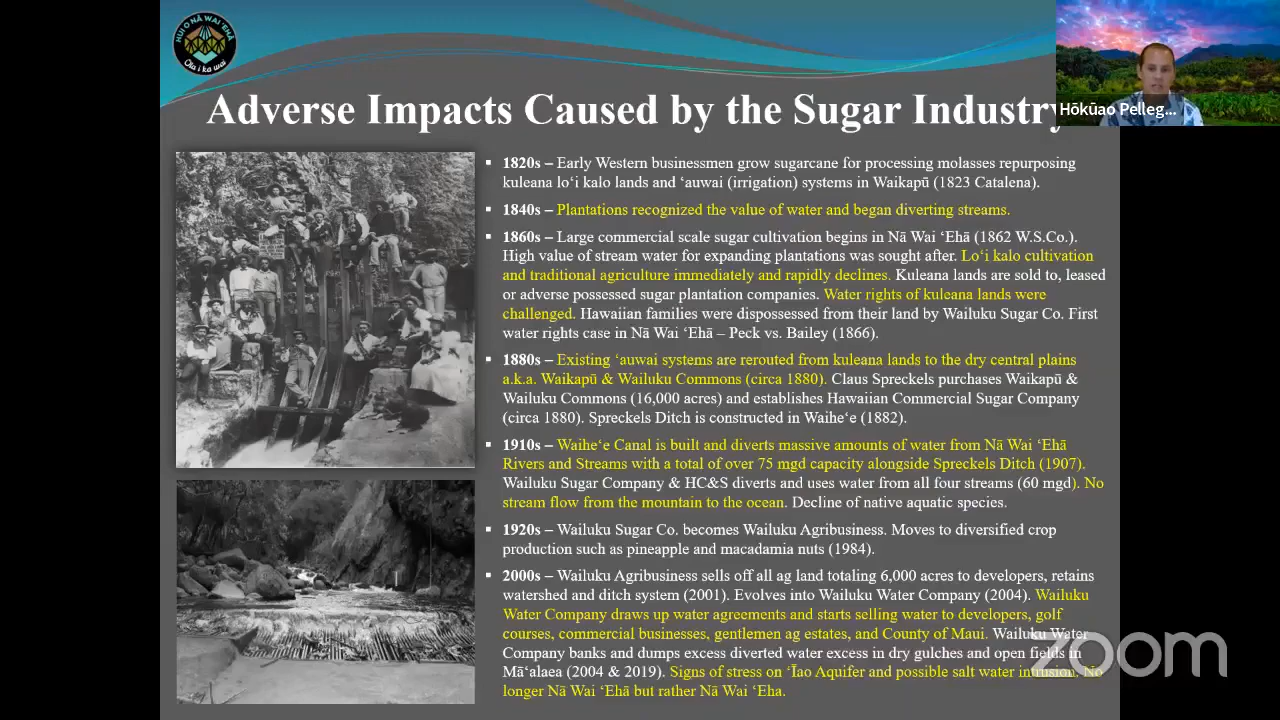 HUI O NĀ WAI ʻEHĀ
Ola i ka wai
Adverse Impacts Caused by the Sugar Industry
Hōkūao Pelleg...
▪ 1820s – Early Western businessmen grow sugarcane for processing molasses repurposing
kuleana loʻi kalo lands and ʻauwai (irrigation) systems in Waikapū (1823 Catalena).
▪ 1840s – Plantations recognized the value of water and began diverting streams.
▪ 1860s – Large commercial scale sugar cultivation begins in Nā Wai ʻEhā (1862 W.S.Co.).
High value of stream water for expanding plantations was sought after. Loʻi kalo cultivation
and traditional agriculture immediately and rapidly declines. Kuleana lands are sold to, leased
or adverse possessed sugar plantation companies. Water rights of kuleana lands were
challenged. Hawaiian families were dispossessed from their land by Wailuku Sugar Co. First
water rights case in Nā Wai ʻEhā – Peck vs. Bailey (1866).
▪ 1880s – Existing ʻauwai systems are rerouted from kuleana lands to the dry central plains
a.k.a. Waikapū & Wailuku Commons (circa 1880). Claus Spreckels purchases Waikapū &
Wailuku Commons (16,000 acres) and establishes Hawaiian Commercial Sugar Company
(circa 1880). Spreckels Ditch is constructed in Waiheʻe (1882).
▪ 1910s – Waiheʻe Canal is built and diverts massive amounts of water from Nā Wai ʻEhā
Rivers and Streams with a total of over 75 mgd capacity alongside Spreckels Ditch (1907).
Wailuku Sugar Company & HC&S diverts and uses water from all four streams (60 mgd). No
stream flow from the mountain to the ocean. Decline of native aquatic species.
▪ 1920s – Wailuku Sugar Co. becomes Wailuku Agribusiness. Moves to diversified crop
production such as pineapple and macadamia nuts (1984).
▪ 2000s – Wailuku Agribusiness sells off all ag land totaling 6,000 acres to developers, retains
watershed and ditch system (2001). Evolves into Wailuku Water Company (2004). Wailuku
Water Company draws up water agreements and starts selling water to developers, golf
courses, commercial businesses, gentlemen ag estates, and County of Maui. Wailuku Water
Company banks and dumps excess diverted water excess in dry gulches and open fields in
Māʻalaea (2004 & 2019). Signs of stress on ʻĪao Aquifer and possible salt water intrusion. No
longer Nā Wai ʻEhā but rather Nā Wai ʻEha.
zoom